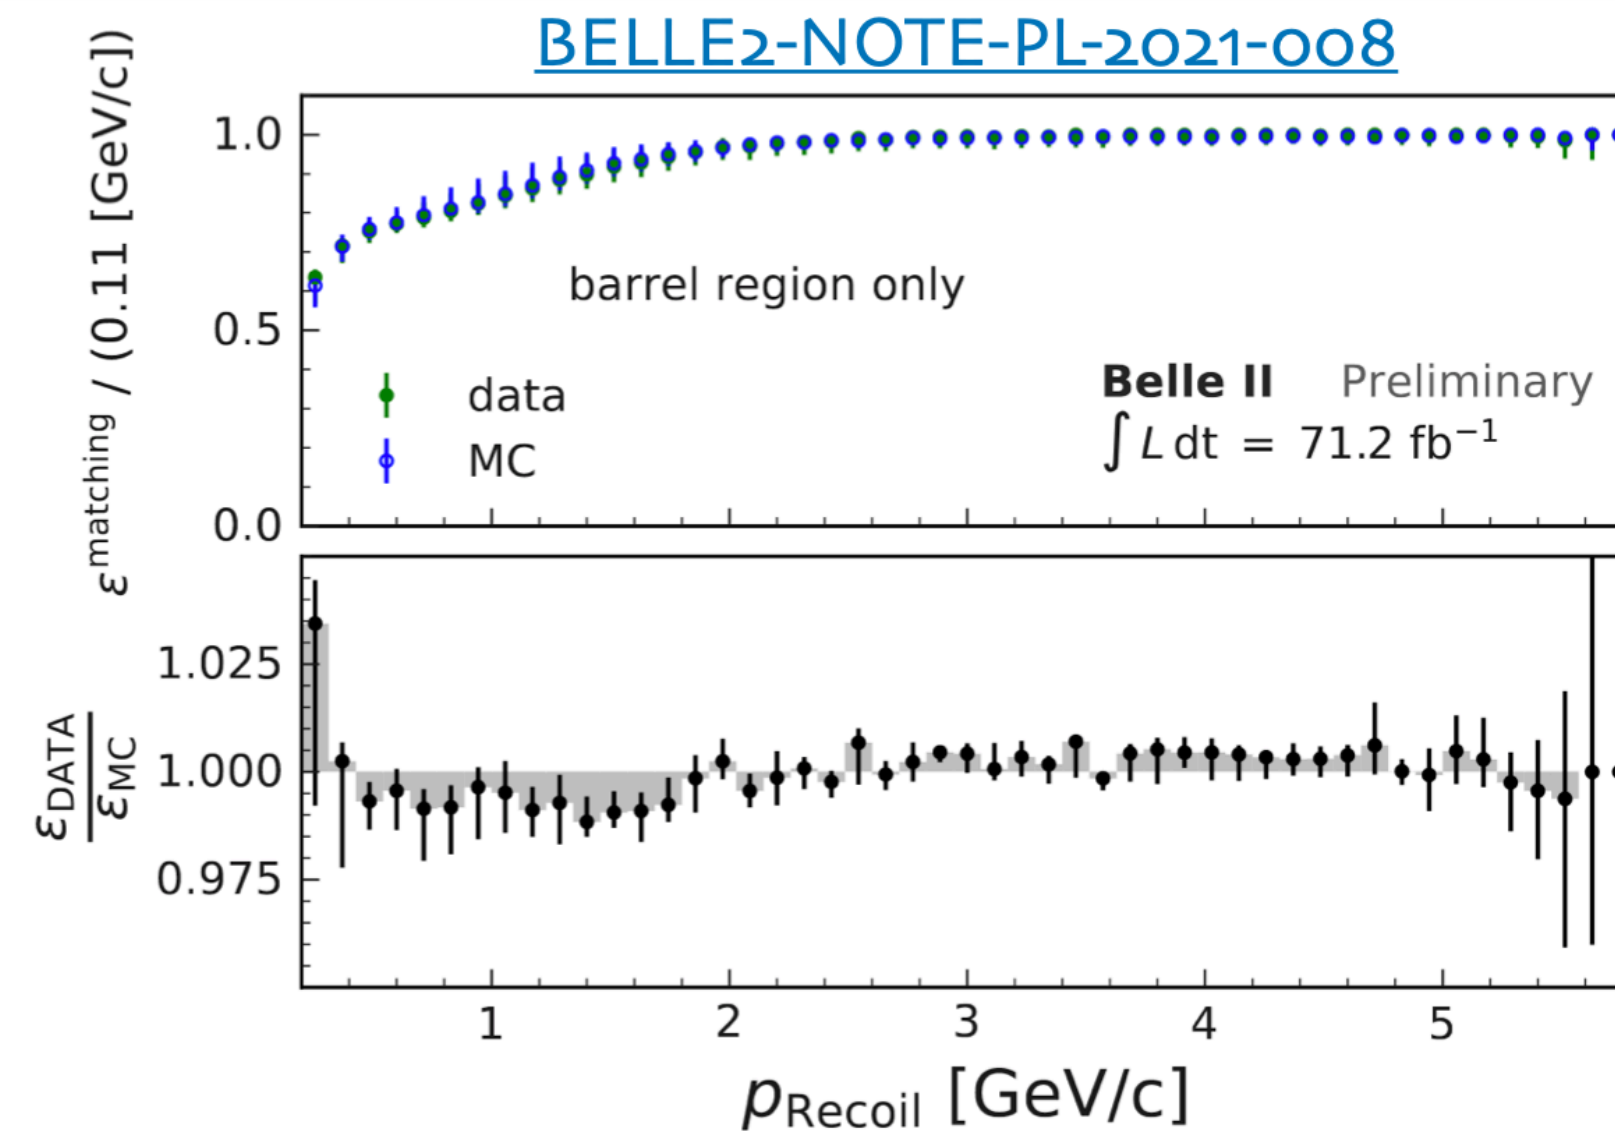 BELLE2-NOTE-PL-2021-008
ε^matching / (0.11 [GeV/c])
1.0
0.5
0.0
barrel region only
data
MC
Belle II Preliminary
∫ L dt = 71.2 fb⁻¹
ε_DATA
ε_MC
1.025
1.000
0.975
1 2 3 4 5
p_Recoil [GeV/c]